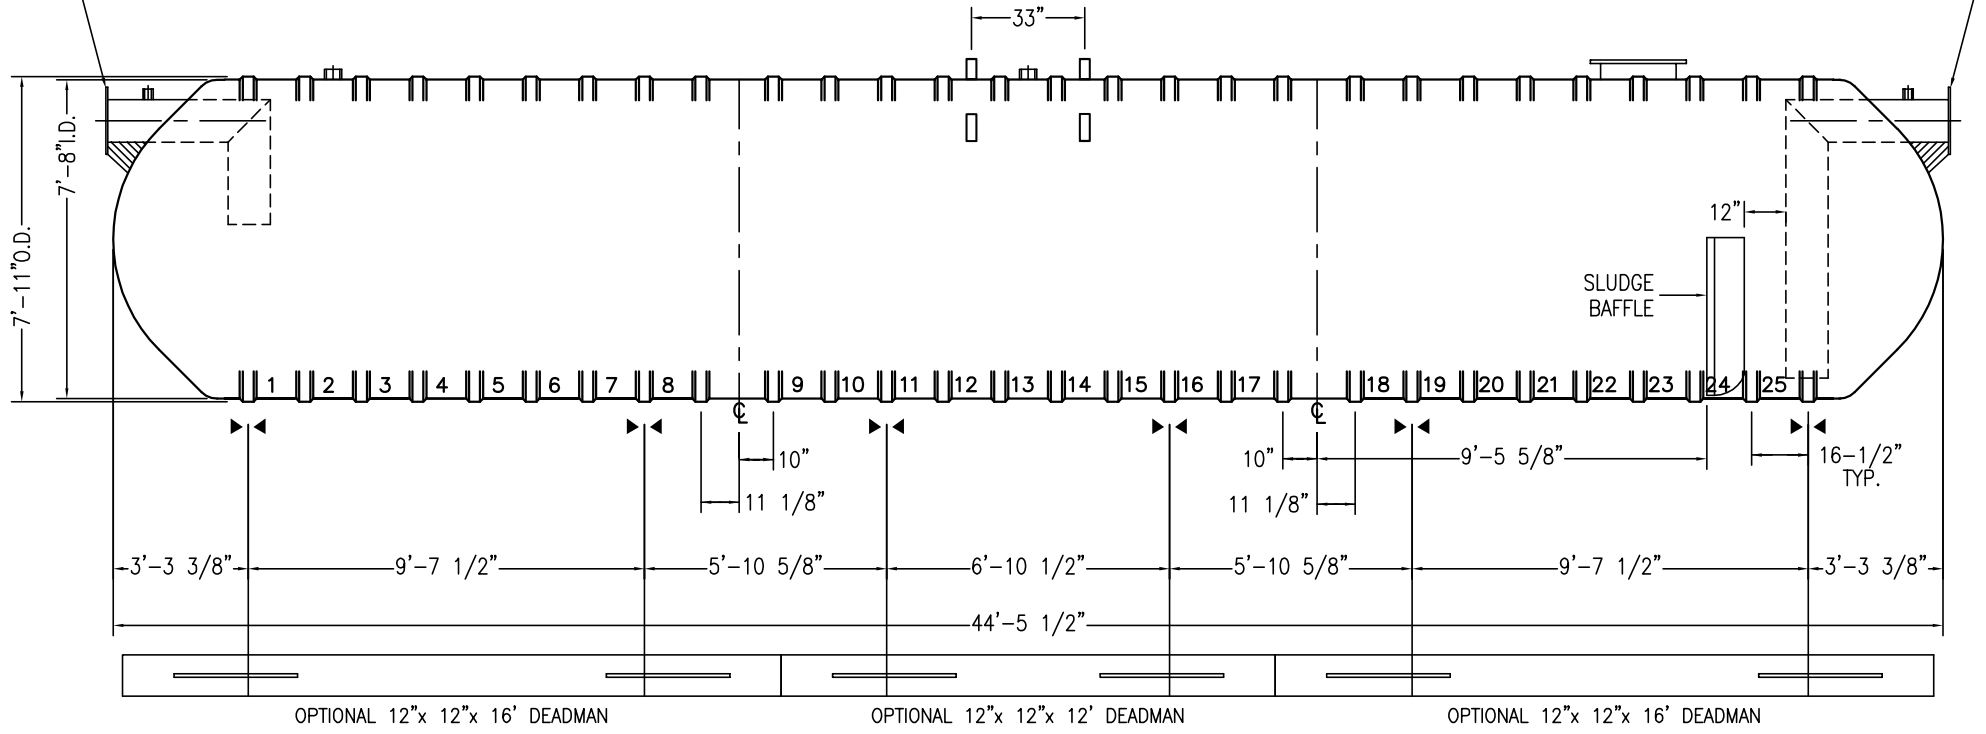 33”
7’-11”O.D.
7’-8”I.D.
12”
SLUDGE
BAFFLE
1 2 3 4 5 6 7 8 9 10 11 12 13 14 15 16 17 18 19 20 21 22 23 24 25
℄ ℄
10” 10” 9’-5 5/8” 16-1/2”
TYP.
11 1/8” 11 1/8”
3’-3 3/8” 9’-7 1/2” 5’-10 5/8” 6’-10 1/2” 5’-10 5/8” 9’-7 1/2” 3’-3 3/8”
44’-5 1/2”
OPTIONAL 12”x 12”x 16’ DEADMAN OPTIONAL 12”x 12”x 12’ DEADMAN OPTIONAL 12”x 12”x 16’ DEADMAN